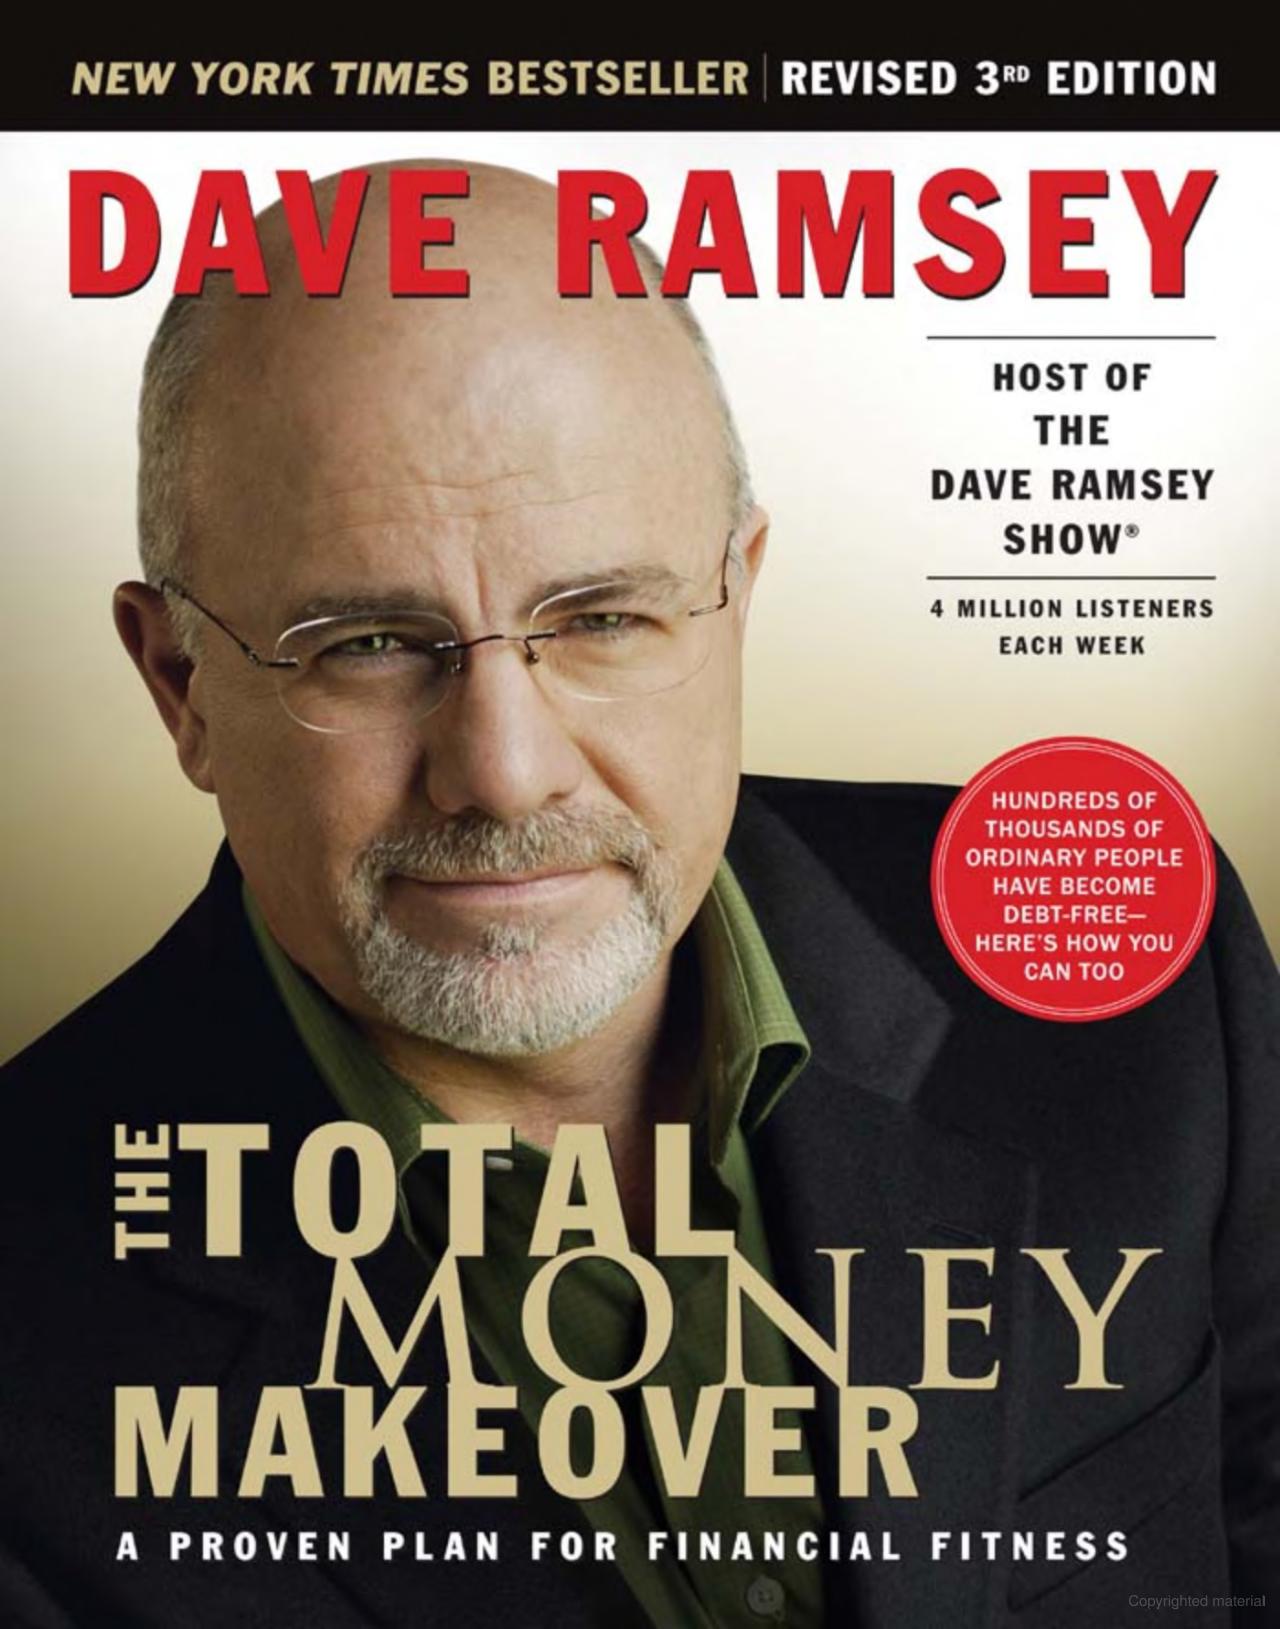 NEW YORK TIMES BESTSELLER | REVISED 3RD EDITION
DAVE RAMSEY
HOST OF
THE
DAVE RAMSEY
SHOW®
4 MILLION LISTENERS
EACH WEEK
HUNDREDS OF
THOUSANDS OF
ORDINARY PEOPLE
HAVE BECOME
DEBT-FREE—
HERE'S HOW YOU
CAN TOO
THE TOTAL
MONEY
MAKEOVER
A PROVEN PLAN FOR FINANCIAL FITNESS
Copyrighted material